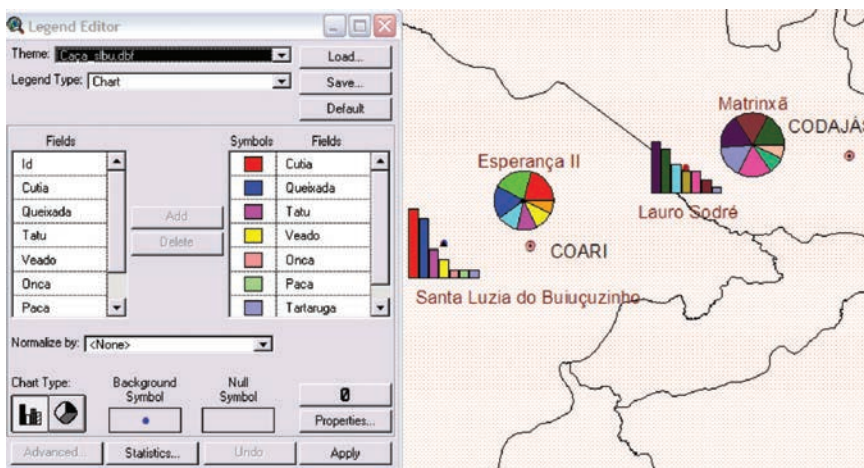 Legend Editor
Theme: Caça_slbu.dbf
Load...
Legend Type: Chart
Save...
Default
Fields
Symbols
Fields
Id
Cutia
Queixada
Tatu
Veado
Onca
Paca
Add
Delete
Cutia
Queixada
Tatu
Veado
Onca
Paca
Tartaruga
Normalize by: <None>
Chart Type:
Background
Symbol
Null
Symbol
0
Properties...
Advanced...
Statistics...
Undo
Apply
Matrinxã
CODAJÁS
Esperança II
Lauro Sodré
COARI
Santa Luzia do Buiuçuzinho